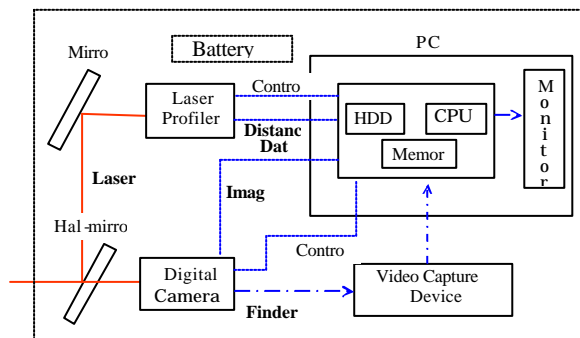 Battery
PC
Mirro
Contro
Laser
Profiler
HDD
CPU
Monitor
Distanc
Dat
Memor
Laser
Imag
Hal-mirro
Contro
Digital
Camera
Video Capture
Device
Finder